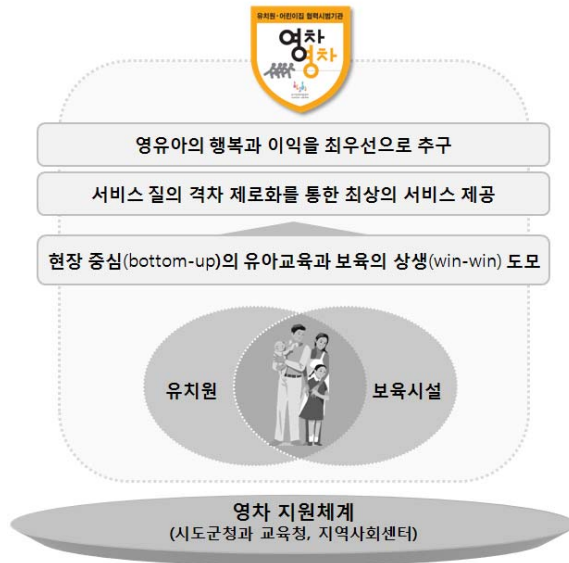 유치원·어린이집 협력시범기관
영차
영차
영유아의 행복과 이익을 최우선으로 추구
서비스 질의 격차 제로화를 통한 최상의 서비스 제공
현장 중심(bottom-up)의 유아교육과 보육의 상생(win-win) 도모
유치원
보육시설
영차 지원체계
(시도군청과 교육청, 지역사회센터)